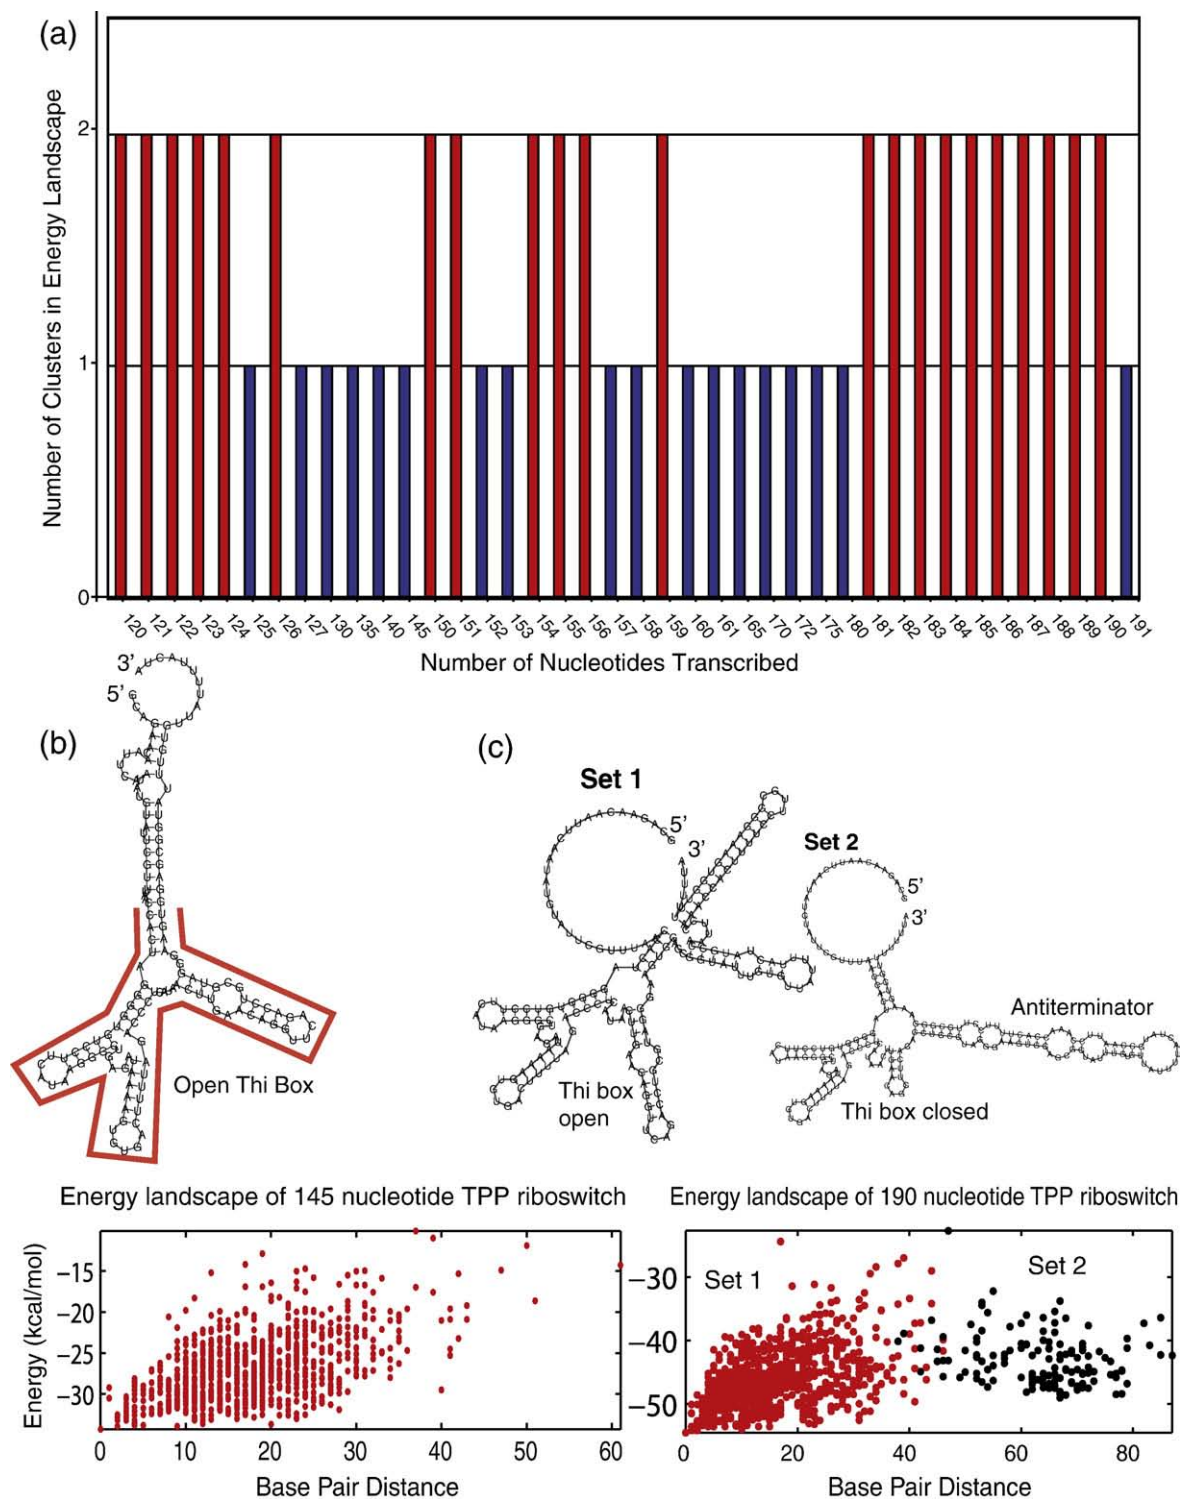 (a)
Number of Clusters in Energy Landscape
2
1
0
120 121 122 123 124 125 126 127 130 135 140 145 150 151 152 153 154 155 156 157 158 159 160 161 165 170 172 175 180 181 182 183 184 185 186 187 188 189 190 191
Number of Nucleotides Transcribed
(b)
3'
5'
Open Thi Box
(c)
Set 1
5'
3'
Thi box
open
Set 2
5'
3'
Antiterminator
Thi box closed
Energy landscape of 145 nucleotide TPP riboswitch
Energy (kcal/mol)
−15
−20
−25
−30
0 10 20 30 40 50 60
Base Pair Distance
Energy landscape of 190 nucleotide TPP riboswitch
Set 1
Set 2
−30
−40
−50
0 20 40 60 80
Base Pair Distance